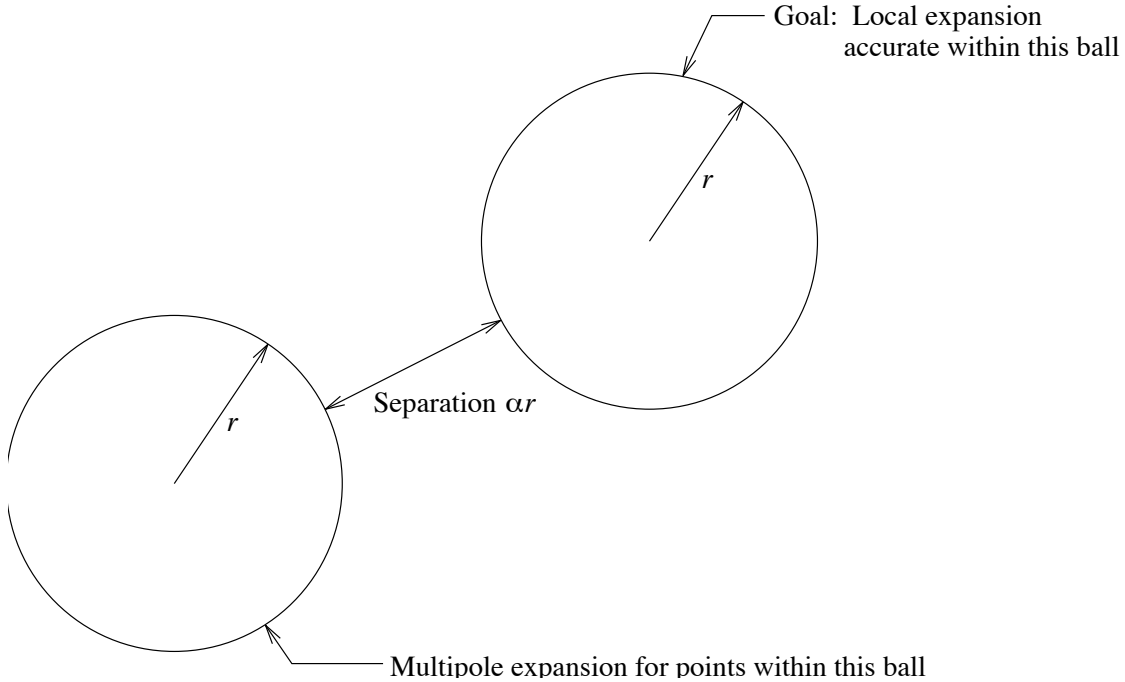 Goal: Local expansion
accurate within this ball
r
Separation αr
r
Multipole expansion for points within this ball